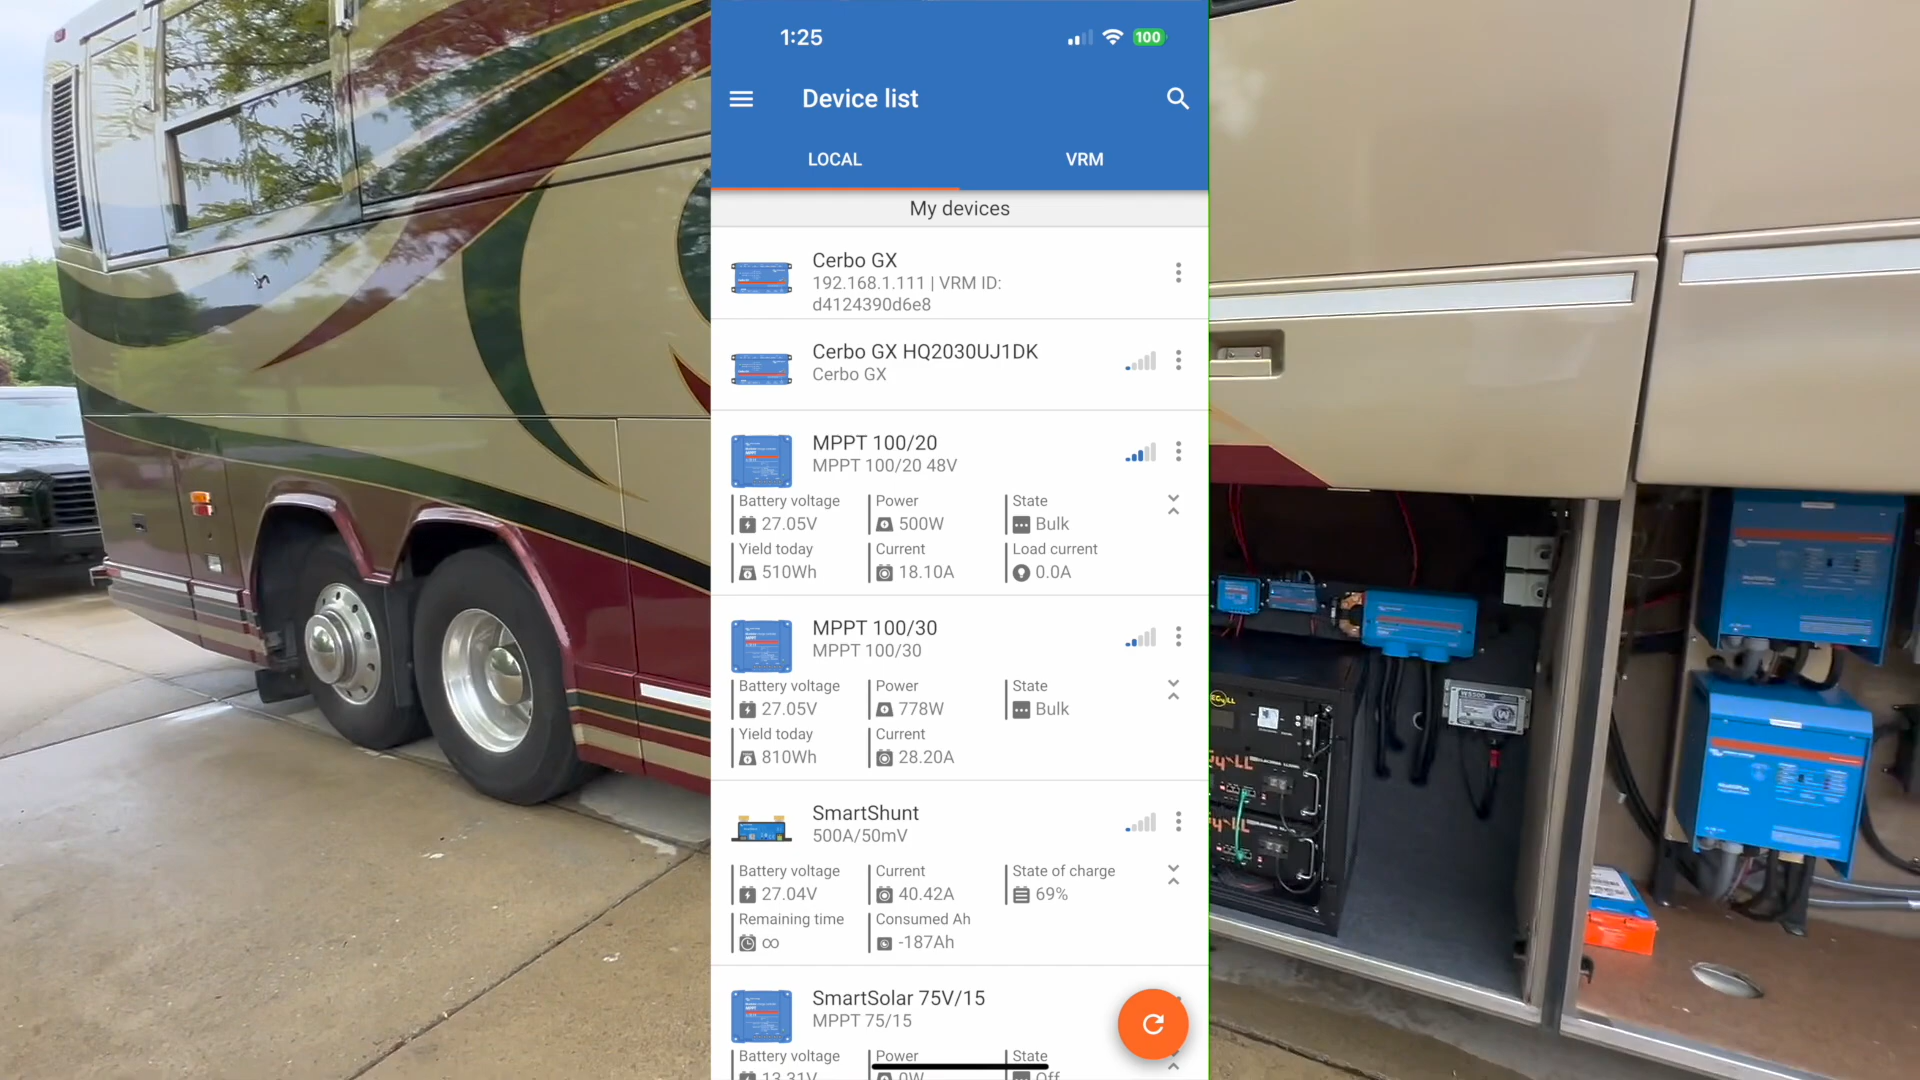 1:25
100
Device list
LOCAL
VRM
My devices
Cerbo GX
192.168.1.111 | VRM ID:
d4124390d6e8
Cerbo GX HQ2030UJ1DK
Cerbo GX
MPPT 100/20
MPPT 100/20 48V
Battery voltage Power State
27.05V 500W Bulk
Yield today Current Load current
510Wh 18.10A 0.0A
MPPT 100/30
MPPT 100/30
Battery voltage Power State
27.05V 778W Bulk
Yield today Current
810Wh 28.20A
SmartShunt
500A/50mV
Battery voltage Current State of charge
27.04V 40.42A 69%
Remaining time Consumed Ah
∞ -187Ah
SmartSolar 75V/15
MPPT 75/15
Battery voltage Power State
13.31V 0W Off
WS500